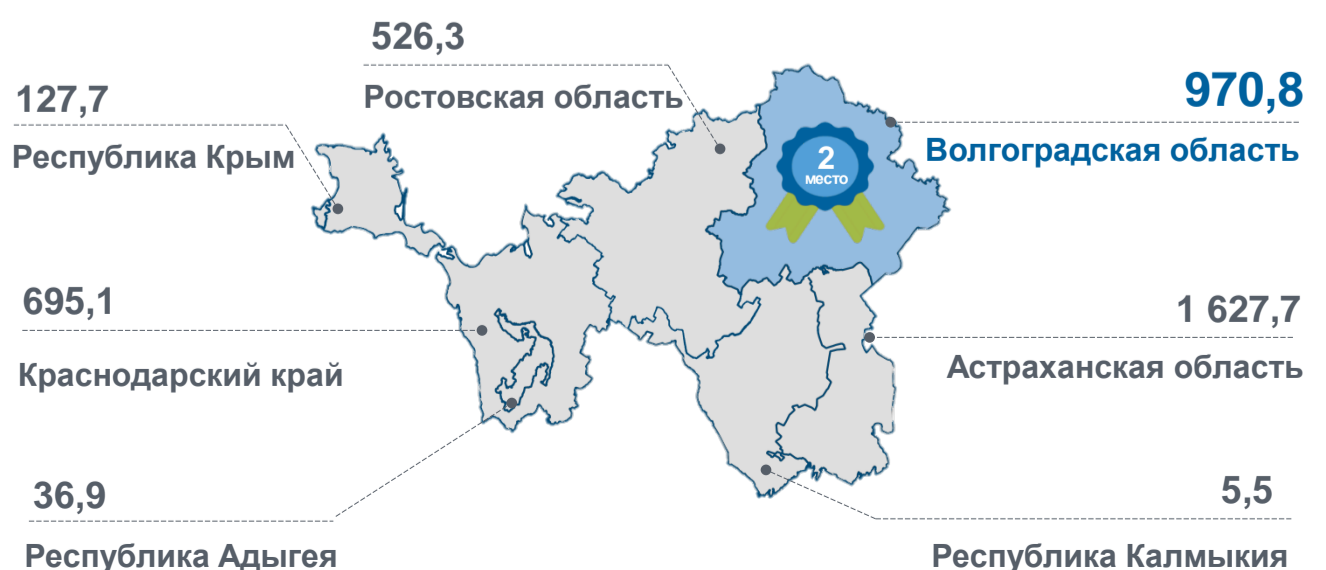 526,3
Ростовская область
127,7
Республика Крым
970,8
Волгоградская область
2
место
695,1
Краснодарский край
1 627,7
Астраханская область
36,9
Республика Адыгея
5,5
Республика Калмыкия